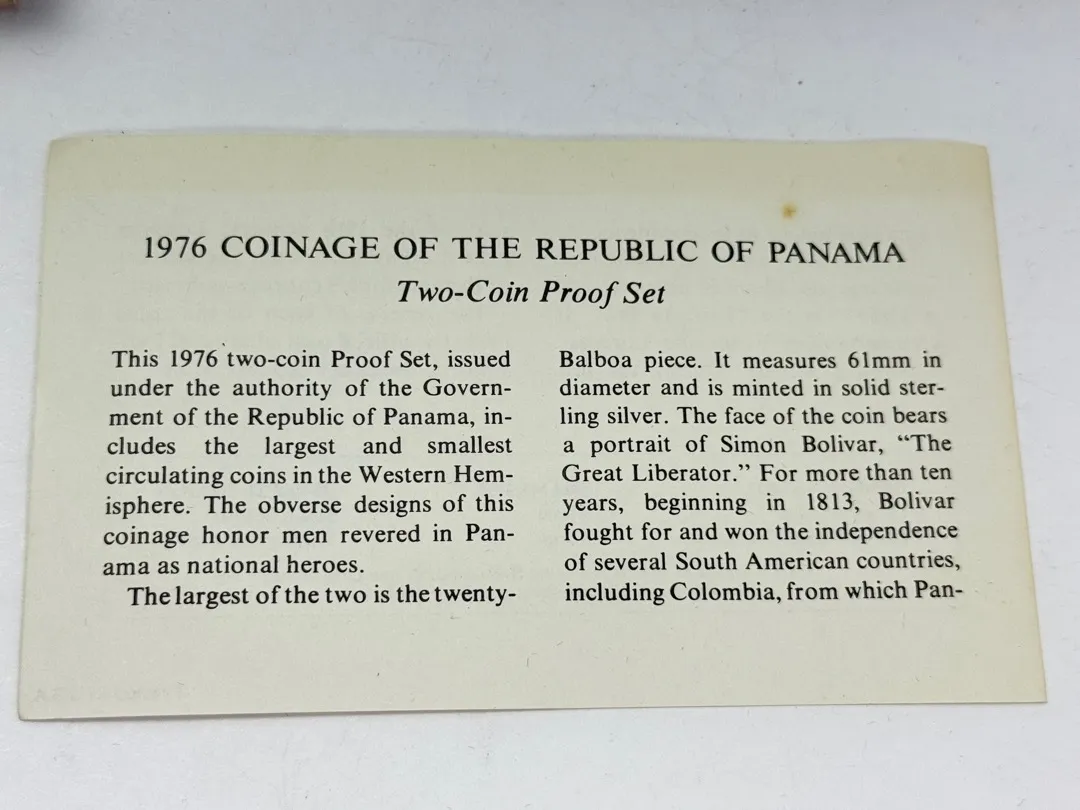 1976 COINAGE OF THE REPUBLIC OF PANAMA
Two-Coin Proof Set
This 1976 two-coin Proof Set, issued
under the authority of the Govern-
ment of the Republic of Panama, in-
cludes the largest and smallest
circulating coins in the Western Hem-
isphere. The obverse designs of this
coinage honor men revered in Pan-
ama as national heroes.
The largest of the two is the twenty-
Balboa piece. It measures 61mm in
diameter and is minted in solid ster-
ling silver. The face of the coin bears
a portrait of Simon Bolivar, “The
Great Liberator.” For more than ten
years, beginning in 1813, Bolivar
fought for and won the independence
of several South American countries,
including Colombia, from which Pan-